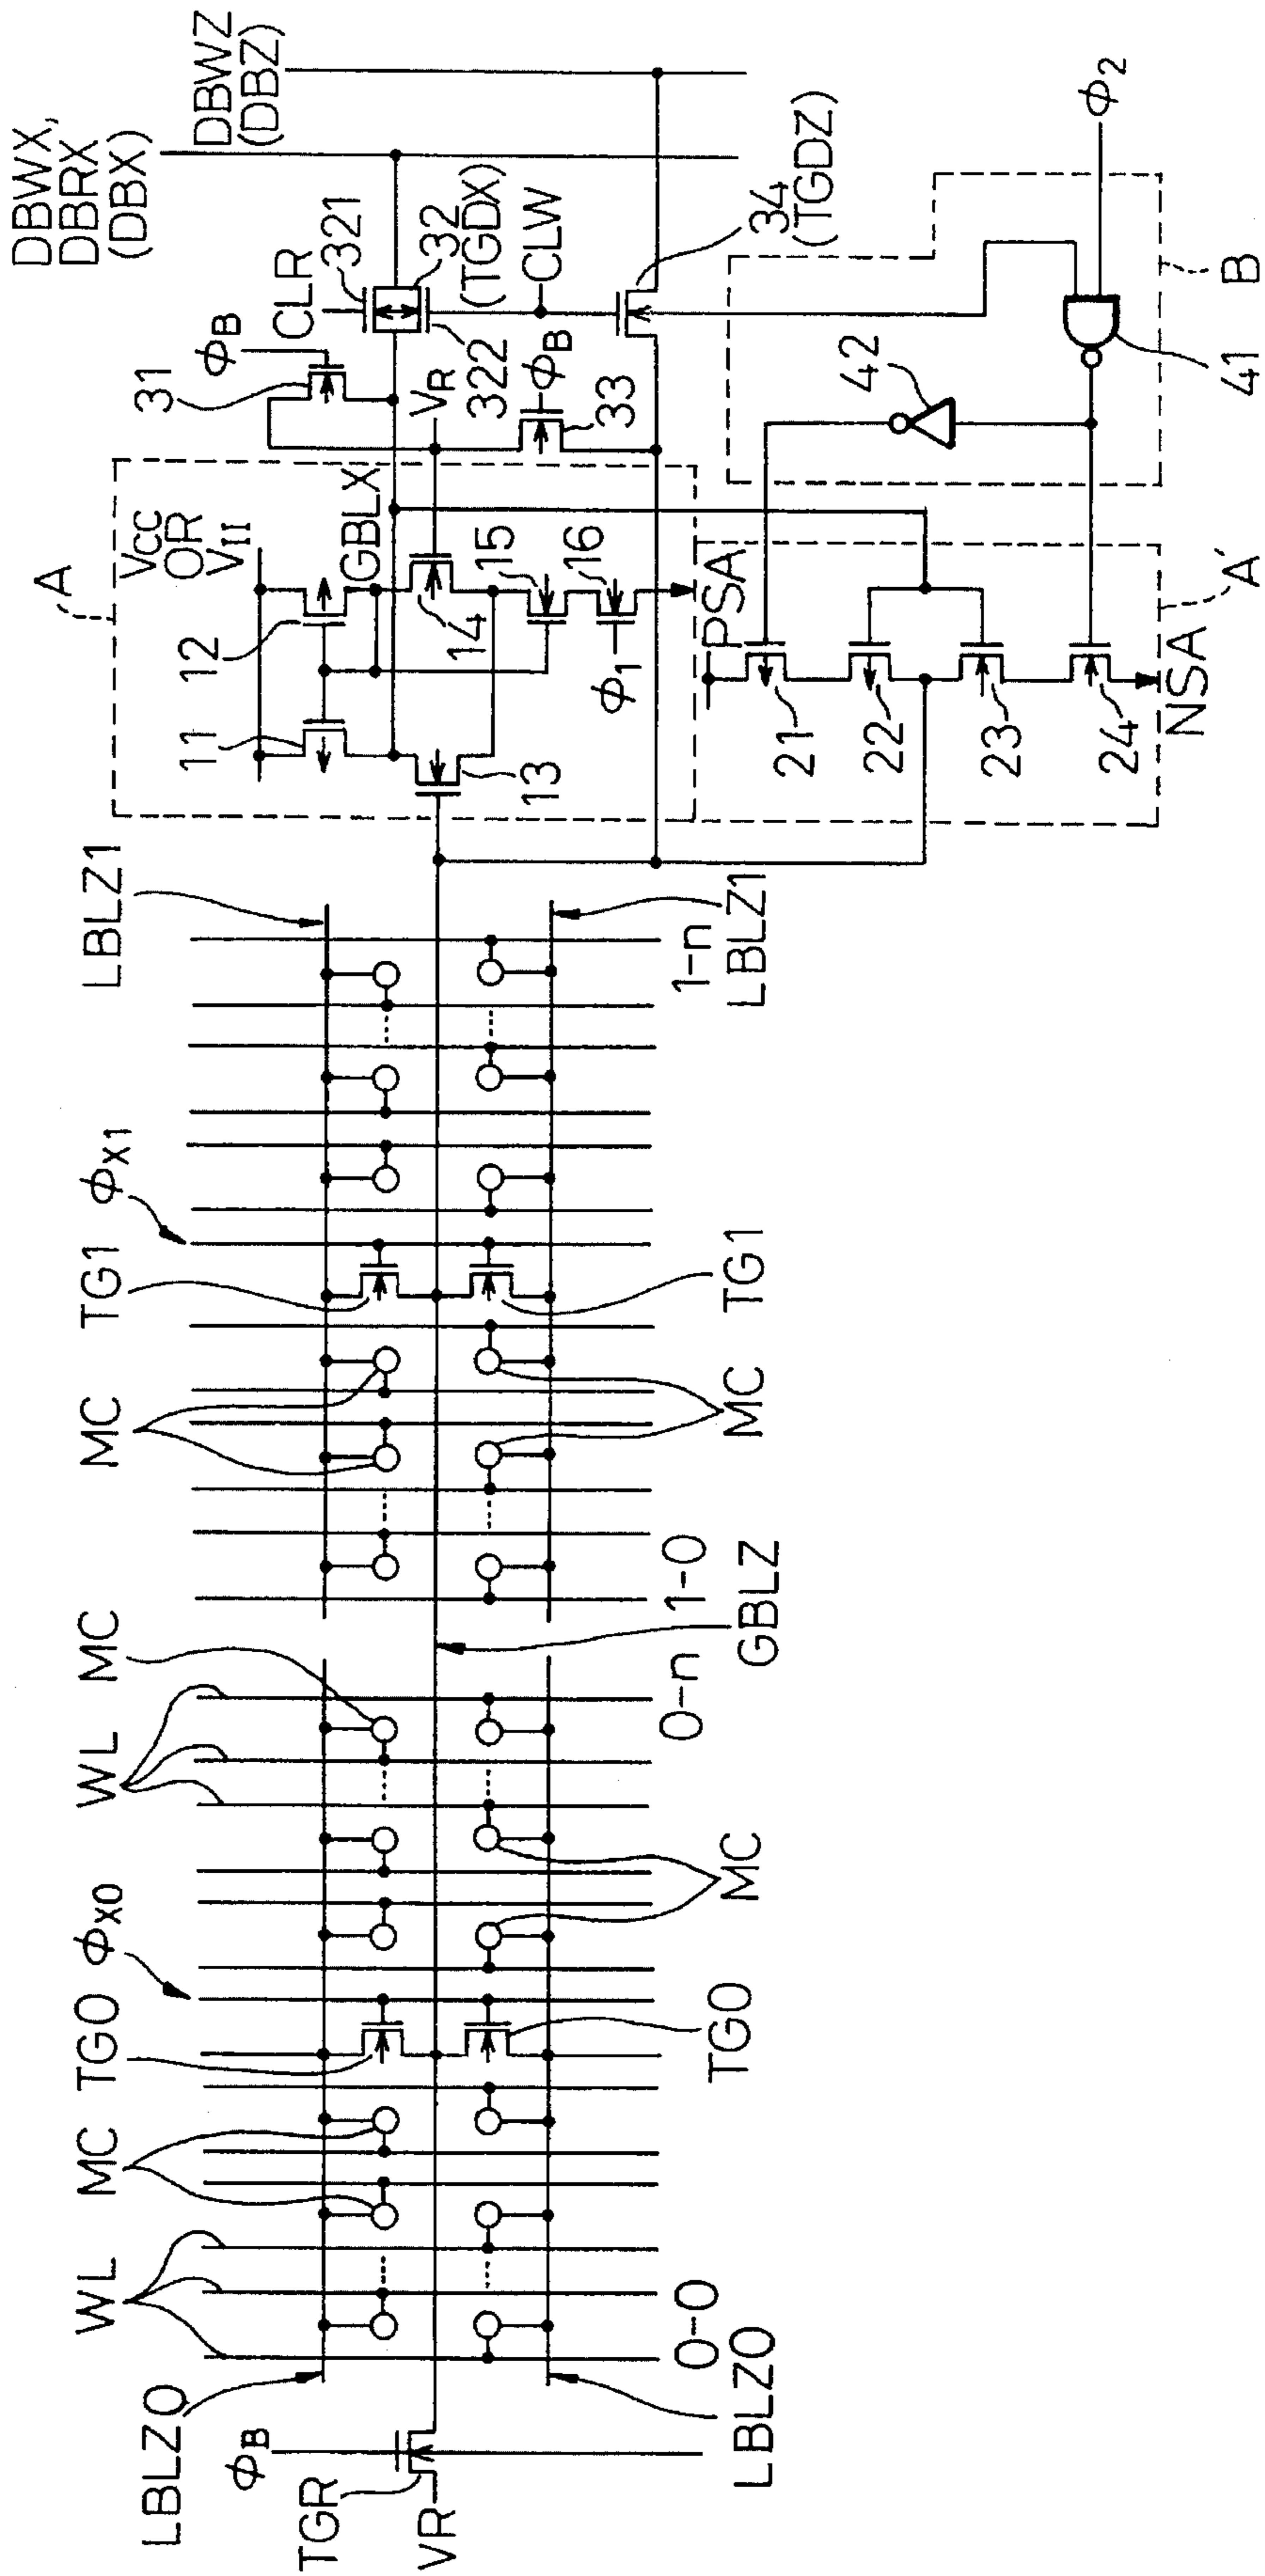 DBWX,
DBRX
(DBX)
DBWZ
(DBZ)
CLR
321
32
(TGDX)
CLW
34
(TGDZ)
ΦB
31
VR
322
ΦB
33
Φ2
B
41
42
A
VCC
OR
VII
GBLX
12
11
14
15
16
Φ1
13
PSA
21
22
23
24
NSA
A'
LBLZ1
1-n
LBLZ1
ΦX1
TG1
TG1
MC
MC
1-0
GBLZ
0-n
MC
WL
MC
ΦX0
TG0
TG0
MC
WL
0-0
LBLZ0
LBLZ0
ΦB
TGR
VR